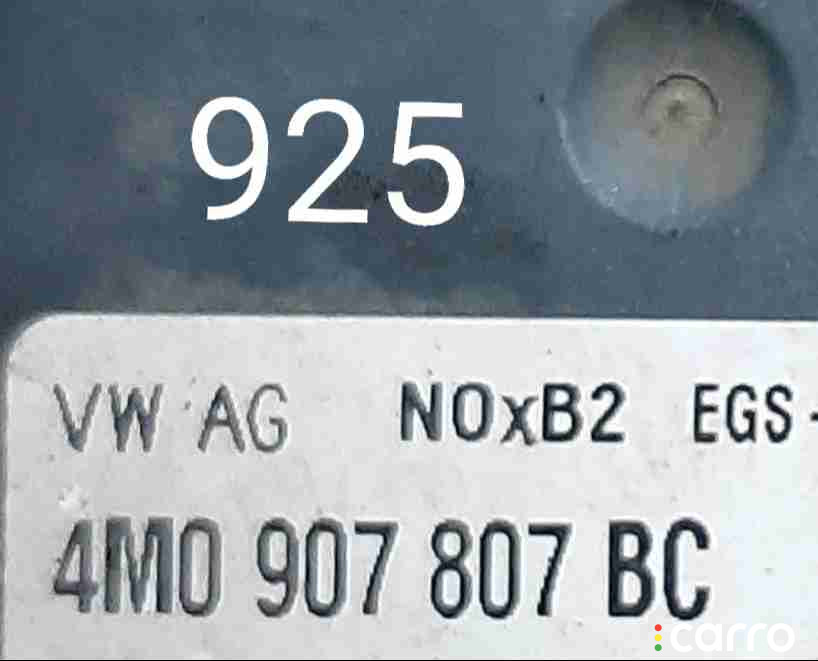 925
VW AG NOxB2 EGS-
4M0 907 807 BC
carro